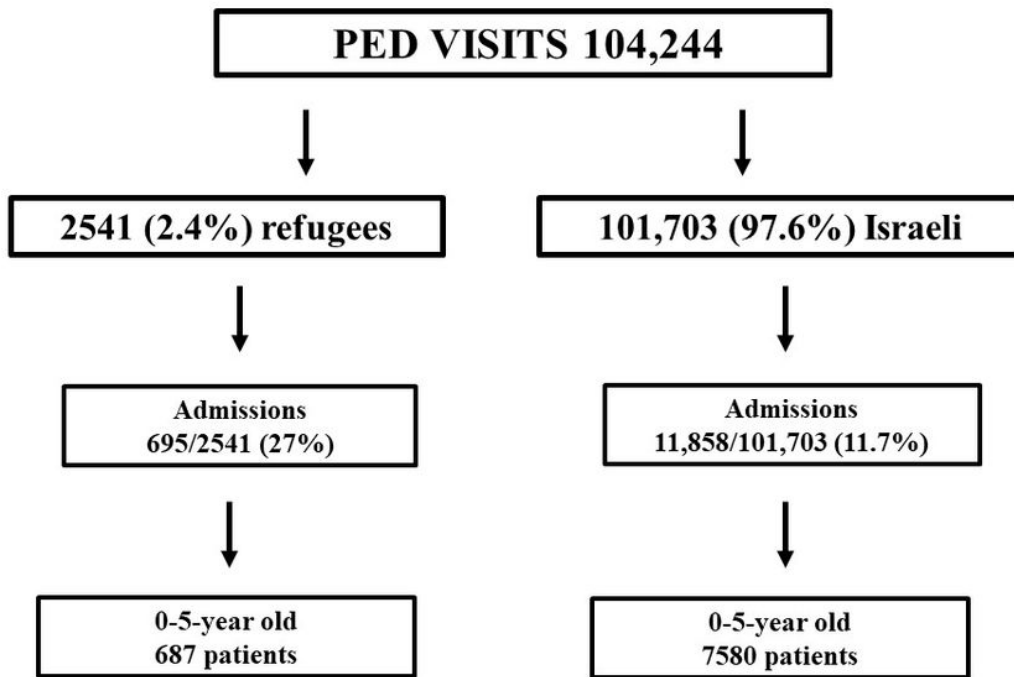 PED VISITS 104,244
2541 (2.4%) refugees
101,703 (97.6%) Israeli
Admissions
695/2541 (27%)
Admissions
11,858/101,703 (11.7%)
0-5-year old
687 patients
0-5-year old
7580 patients